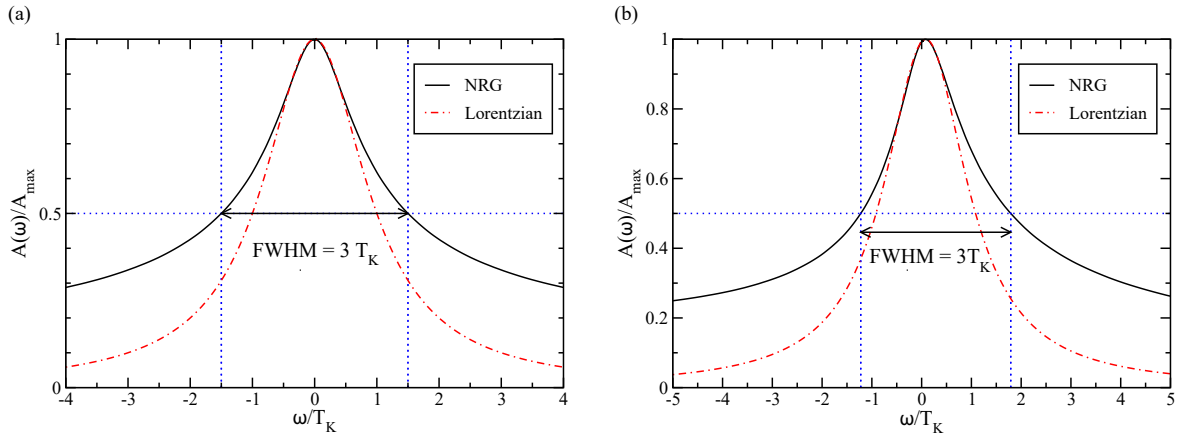 (a)
A(ω)/A_max
1
0.5
0
NRG
Lorentzian
FWHM = 3 T_K
-4 -3 -2 -1 0 1 2 3 4
ω/T_K
(b)
A(ω)/A_max
1
0.8
0.6
0.4
0.2
0
NRG
Lorentzian
FWHM = 3T_K
-5 -4 -3 -2 -1 0 1 2 3 4 5
ω/T_K